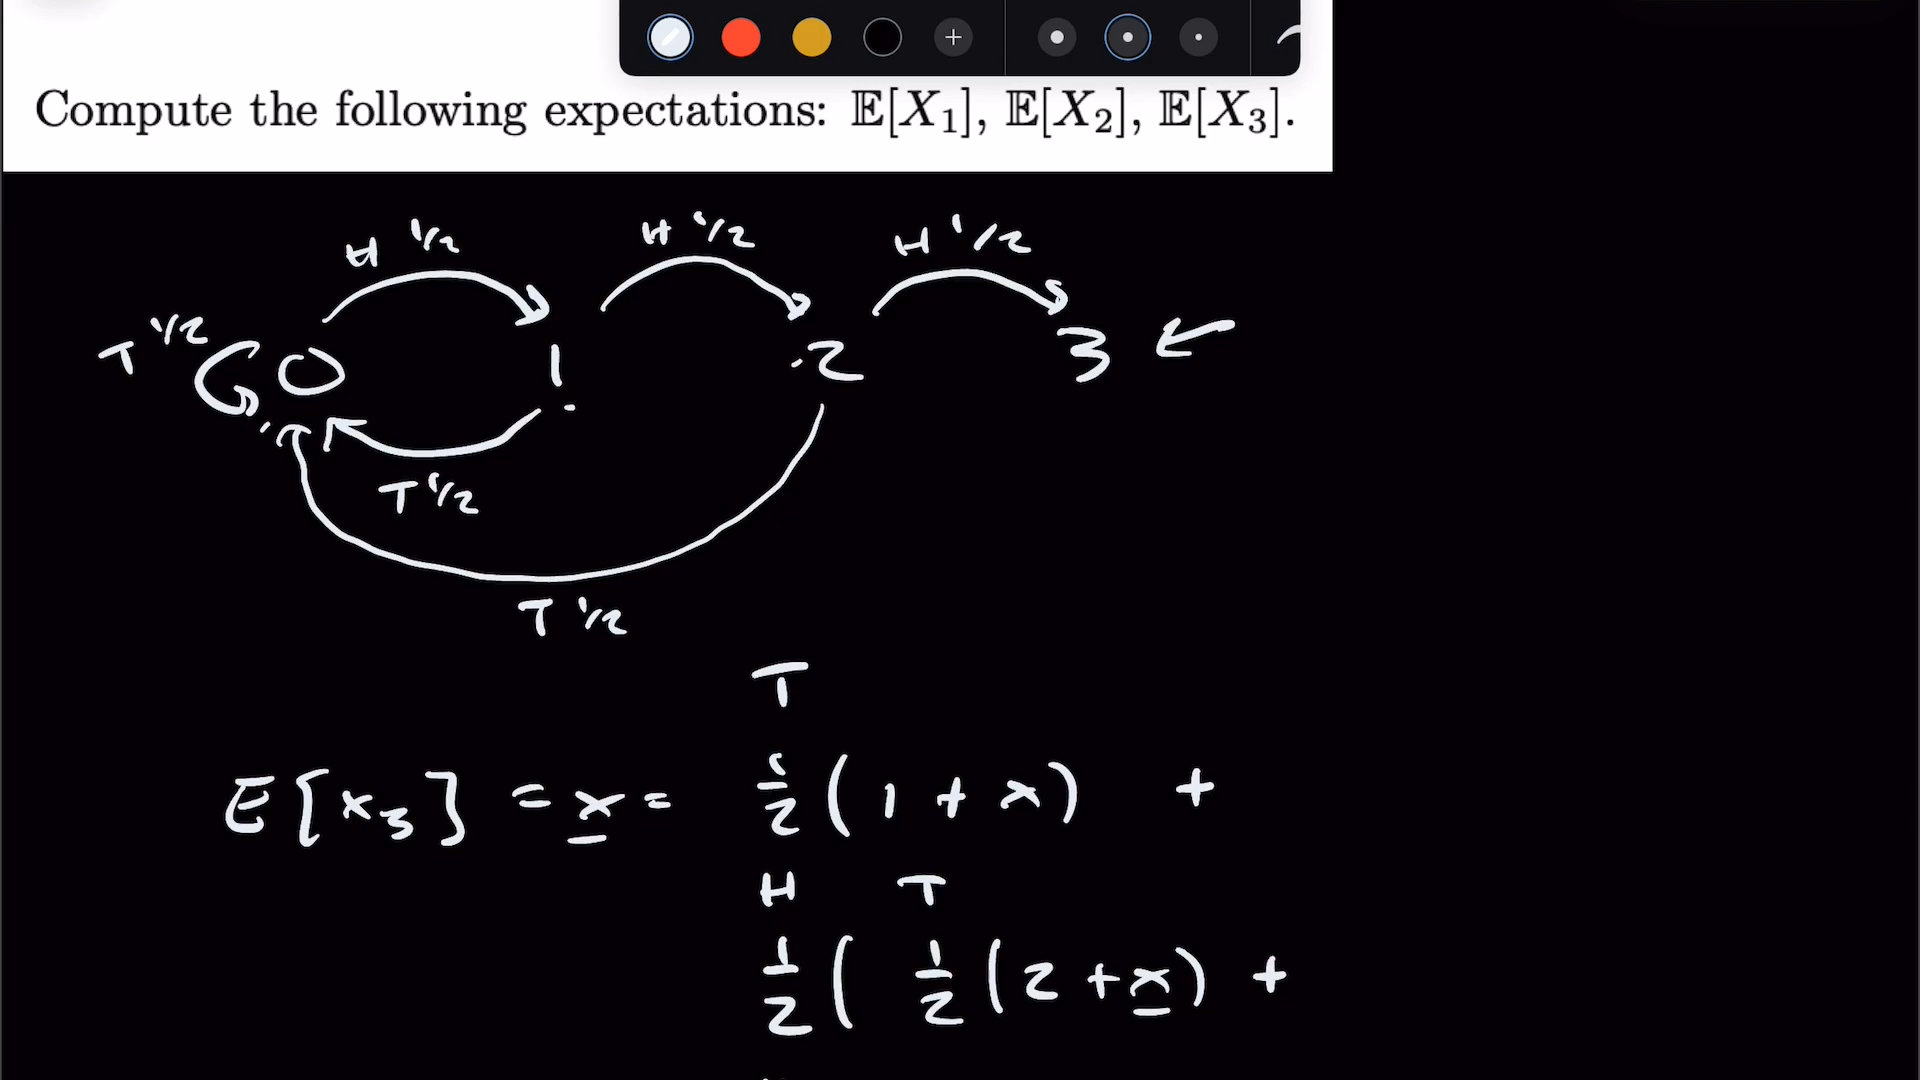 Compute the following expectations: 𝔼[X₁], 𝔼[X₂], 𝔼[X₃].
H 1/2 H 1/2 H 1/2
T 1/2 0 1 2 3
T 1/2
T 1/2
T
E[x₃] = x = 1/2 (1 + x) +
H T
1/2 ( 1/2 (2 + x) +